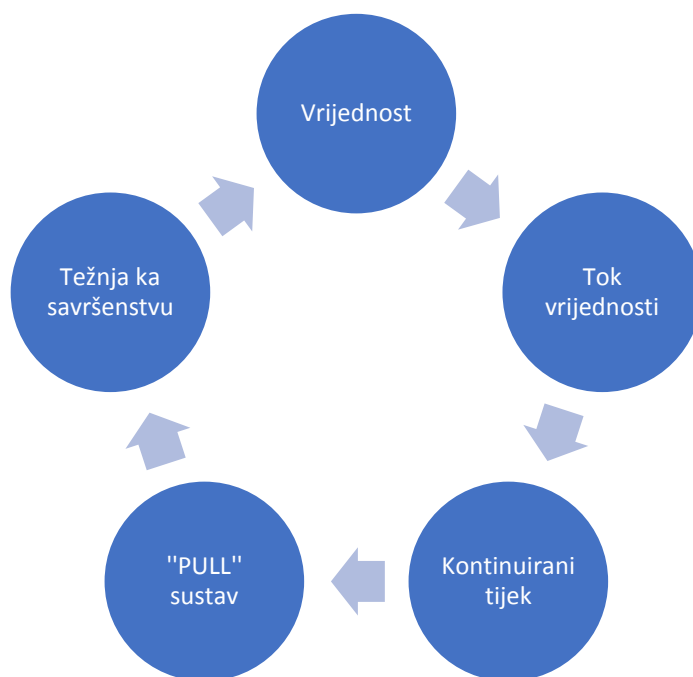 Vrijednost
Tok
vrijednosti
Kontinuirani
tijek
"PULL"
sustav
Težnja ka
savršenstvu